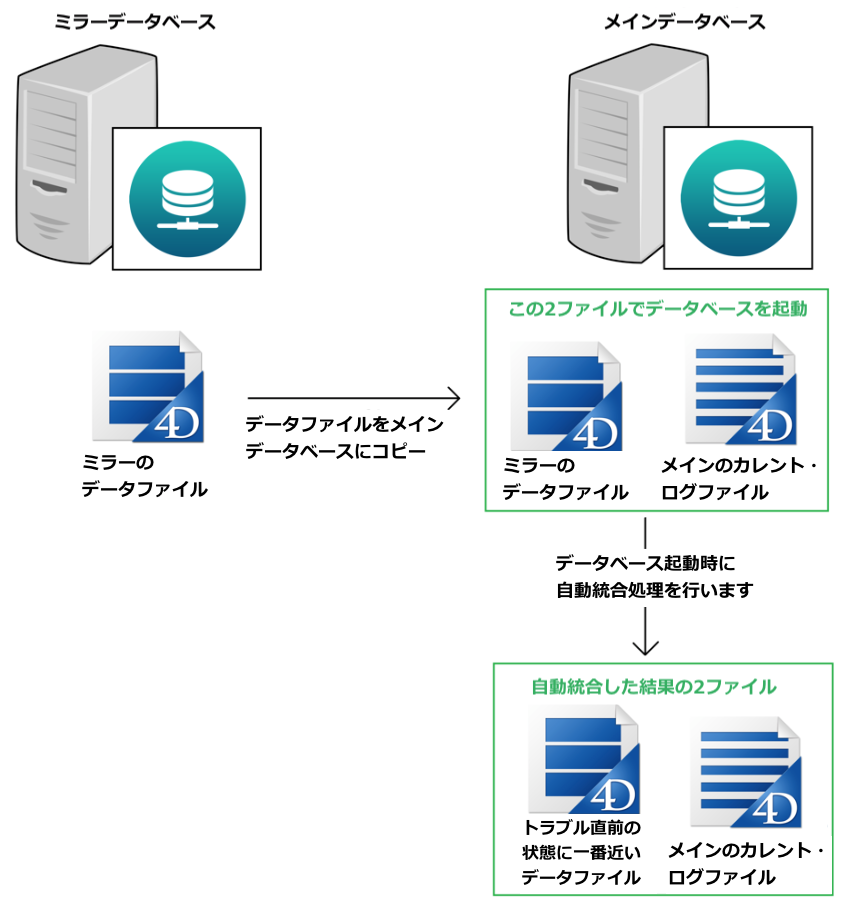 ミラーデータベース
メインデータベース
この2ファイルでデータベースを起動
4D
ミラーの
データファイル
データファイルをメイン
データベースにコピー
4D
ミラーの
データファイル
4D
メインのカレント・
ログファイル
データベース起動時に
自動統合処理を行います
自動統合した結果の2ファイル
4D
トラブル直前の
状態に一番近い
データファイル
4D
メインのカレント・
ログファイル